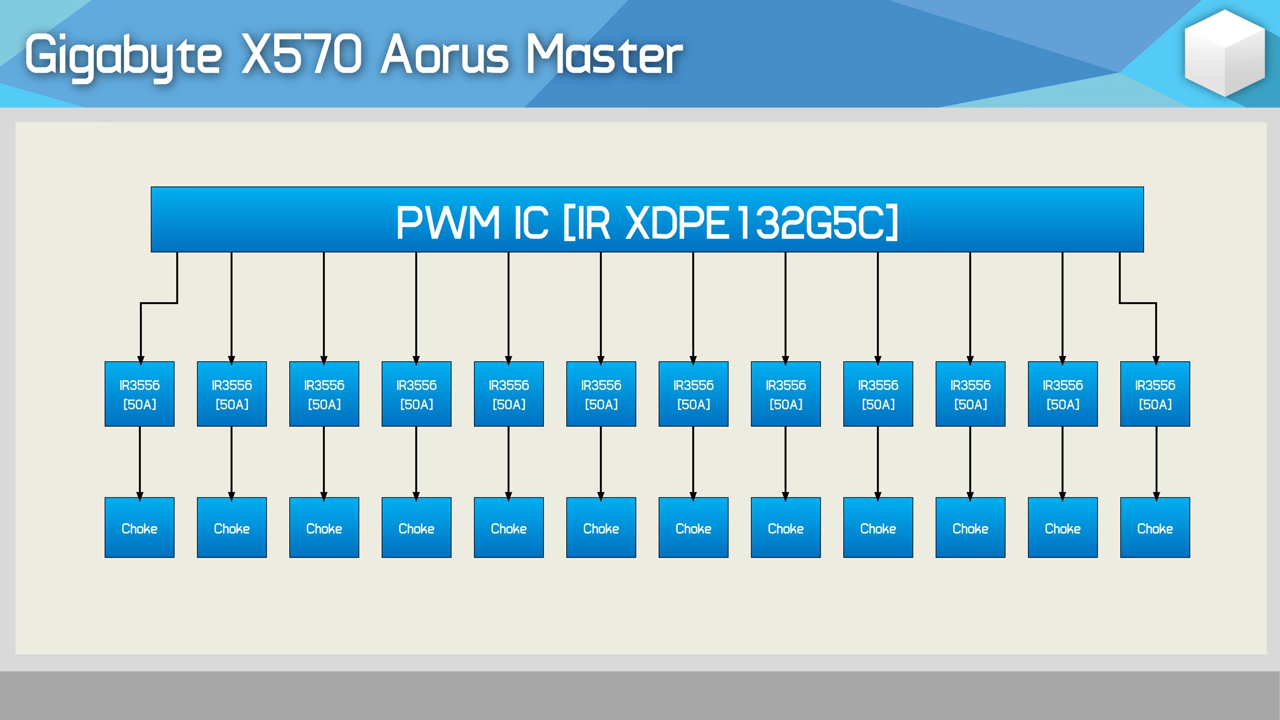 Gigabyte X570 Aorus Master
PWM IC [IR XDPE132G5C]
IR3556 IR3556 IR3556 IR3556 IR3556 IR3556 IR3556 IR3556 IR3556 IR3556 IR3556 IR3556
[50A] [50A] [50A] [50A] [50A] [50A] [50A] [50A] [50A] [50A] [50A] [50A]
Choke Choke Choke Choke Choke Choke Choke Choke Choke Choke Choke Choke